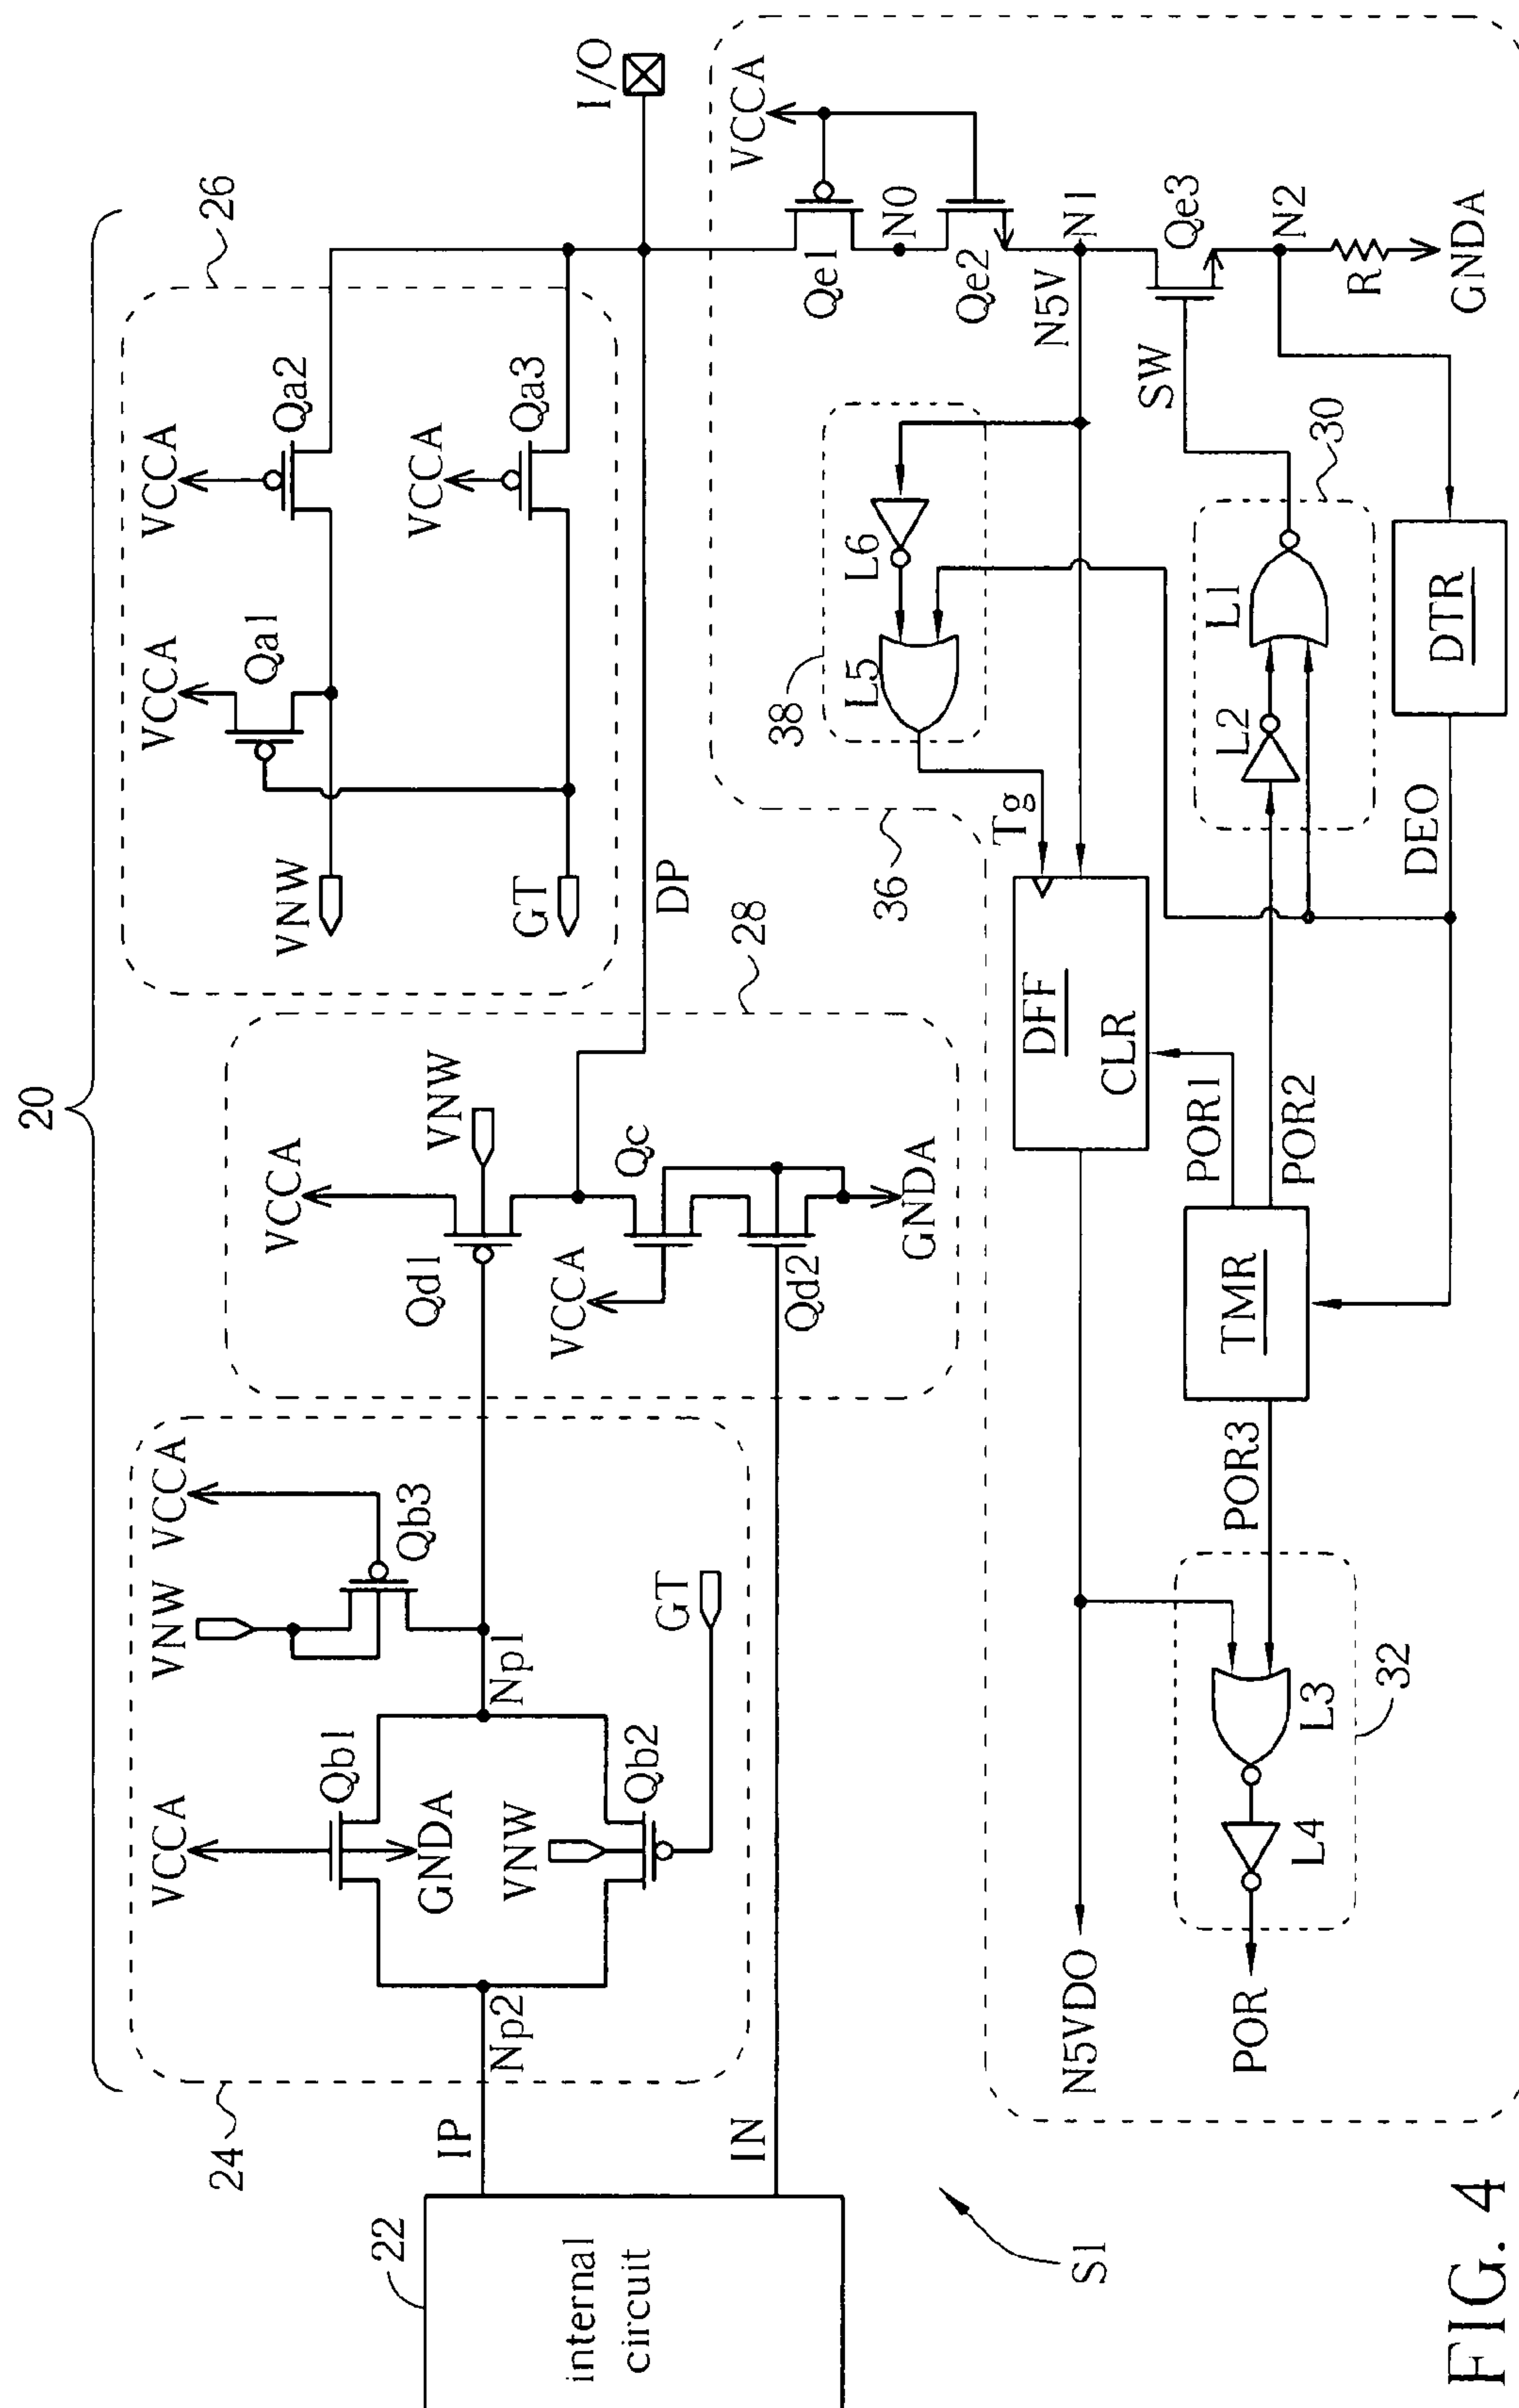 20
24
VCCA
VNW
VCCA
Qb1
Qb3
GNDA
VNW
Qb2
GT
Np2
Np1
IP
IN
22
internal
circuit
S1
VCCA
VNW
Qd1
VCCA
Qc
Qd2
GNDA
28
26
VCCA
VCCA
Qa1
Qa2
VCCA
Qa3
VNW
GT
DP
I/O
36
38
L5
L6
Tg
VCCA
Qe1
N0
Qe2
N5V
N1
SW
Qe3
N2
R
GNDA
DFF
CLR
N5VDO
POR1
POR2
POR3
TMR
L2
L1
30
DEO
DTR
POR
L4
L3
32
FIG. 4